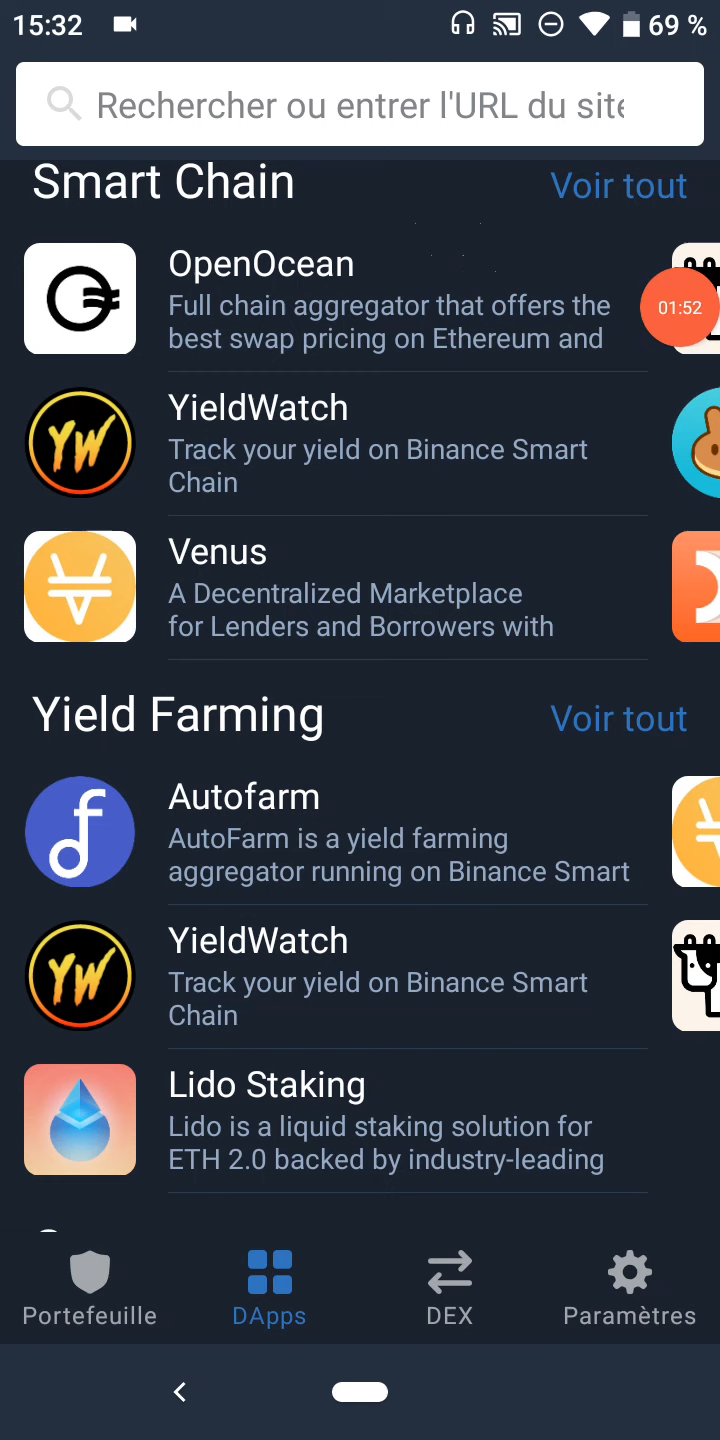 15:32
69 %
Rechercher ou entrer l'URL du site
Smart Chain
Voir tout
OpenOcean
Full chain aggregator that offers the
best swap pricing on Ethereum and
01:52
YieldWatch
Track your yield on Binance Smart
Chain
Venus
A Decentralized Marketplace
for Lenders and Borrowers with
Yield Farming
Voir tout
Autofarm
AutoFarm is a yield farming
aggregator running on Binance Smart
YieldWatch
Track your yield on Binance Smart
Chain
Lido Staking
Lido is a liquid staking solution for
ETH 2.0 backed by industry-leading
Portefeuille
DApps
DEX
Paramètres